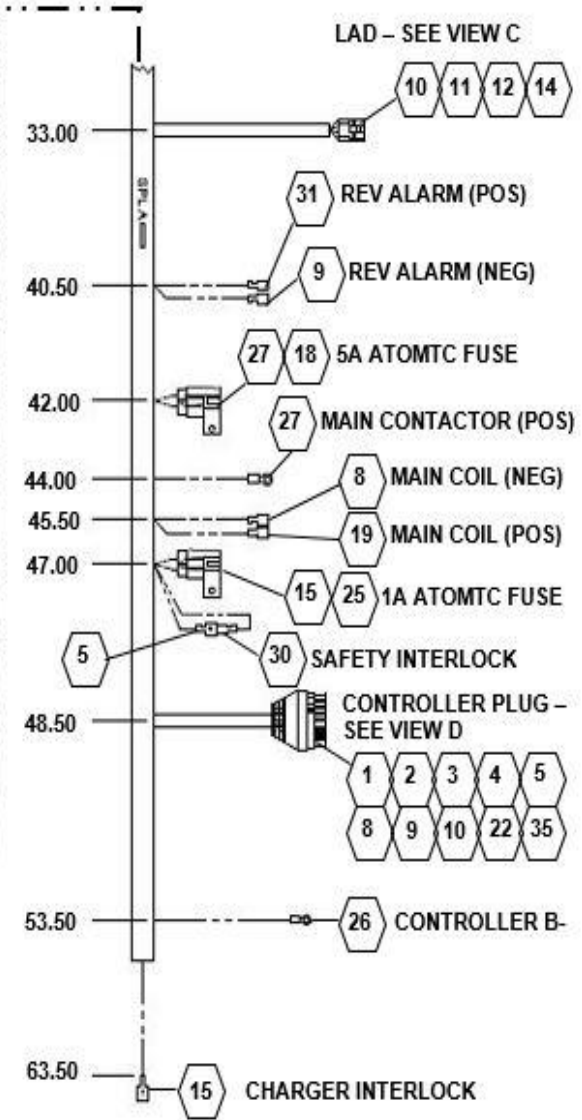 LAD – SEE VIEW C
10 11 12 14
33.00
SPLA
31 REV ALARM (POS)
40.50
9 REV ALARM (NEG)
27 18 5A ATOMTC FUSE
42.00
27 MAIN CONTACTOR (POS)
44.00
8 MAIN COIL (NEG)
45.50
19 MAIN COIL (POS)
47.00
15 25 1A ATOMTC FUSE
5 30 SAFETY INTERLOCK
CONTROLLER PLUG –
48.50
SEE VIEW D
1 2 3 4 5
8 9 10 22 35
53.50 26 CONTROLLER B-
63.50
15 CHARGER INTERLOCK